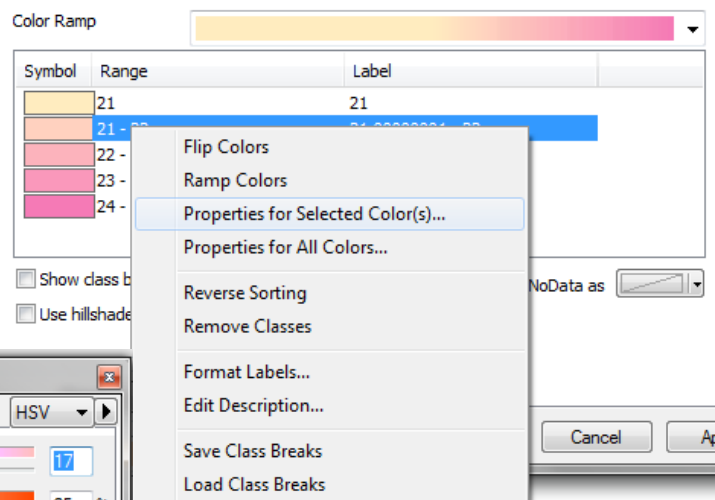 Color Ramp
Symbol Range Label
21 21
21 -
22 -
23 -
24 -
Flip Colors
Ramp Colors
Properties for Selected Color(s)...
Properties for All Colors...
Show class
NoData as
Reverse Sorting
Use hillshade
Remove Classes
Format Labels...
HSV
Edit Description...
Cancel
17
Save Class Breaks
Load Class Breaks